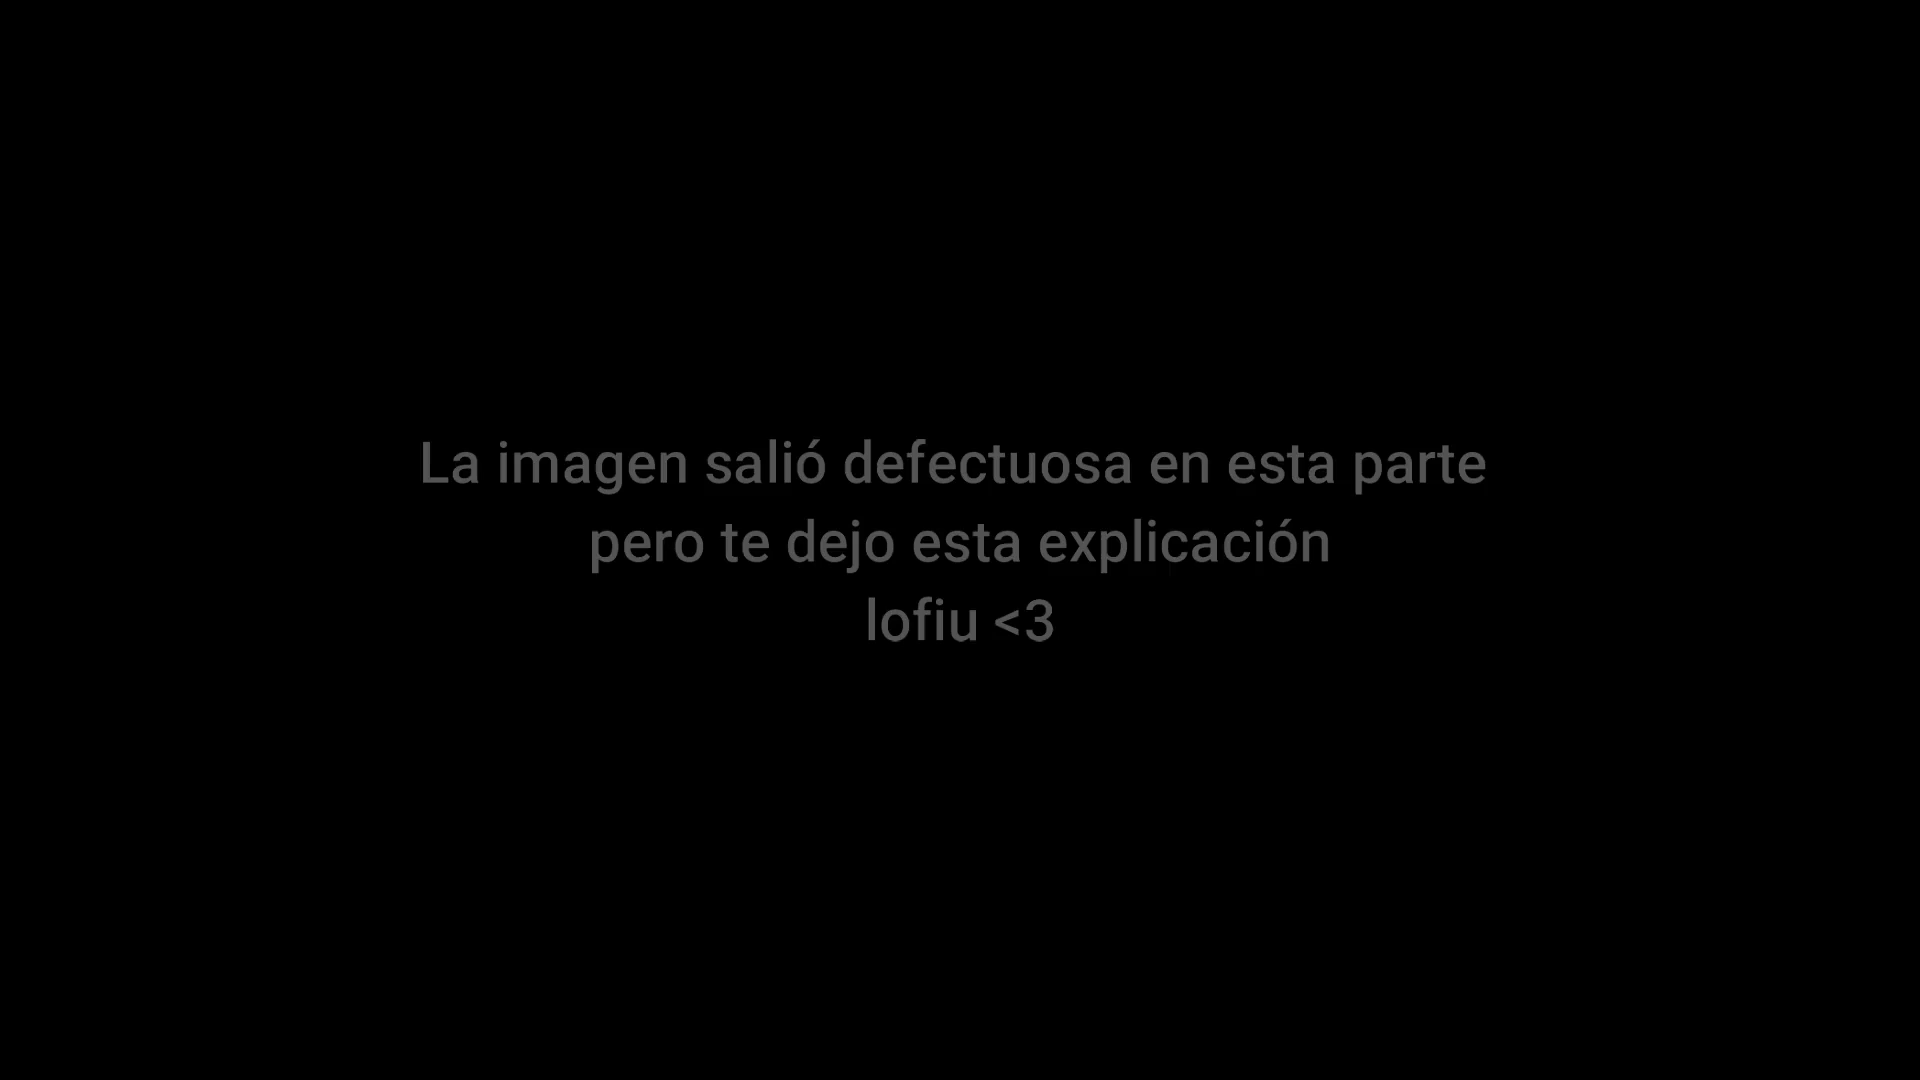 La imagen salió defectuosa en esta parte
pero te dejo esta explicación
lofiu <3